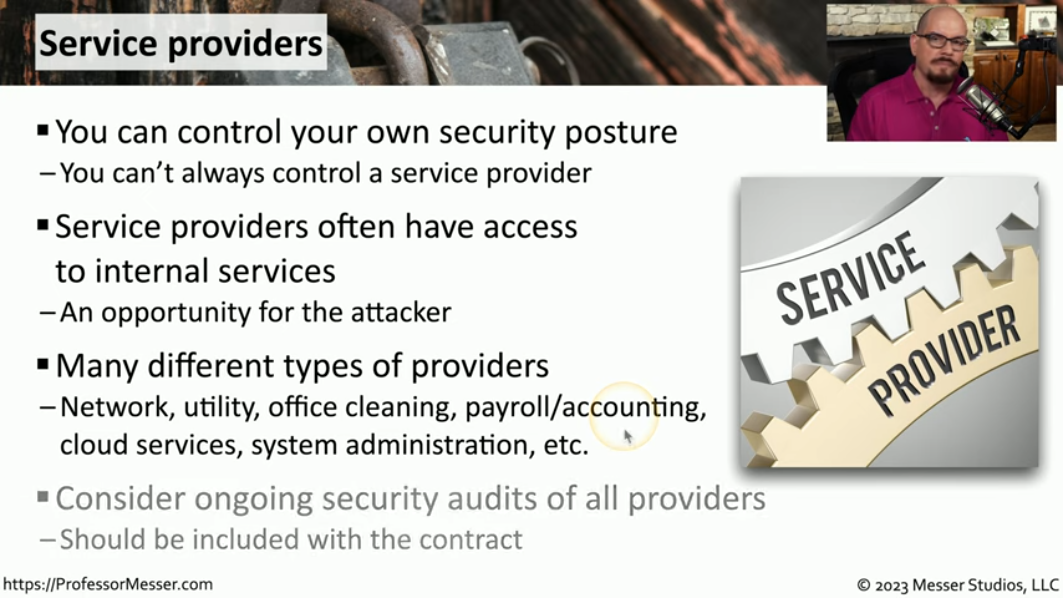 Service providers
▪ You can control your own security posture
– You can’t always control a service provider
▪ Service providers often have access
to internal services
– An opportunity for the attacker
▪ Many different types of providers
– Network, utility, office cleaning, payroll/accounting,
cloud services, system administration, etc.
▪ Consider ongoing security audits of all providers
– Should be included with the contract
SERVICE
PROVIDER
https://ProfessorMesser.com
© 2023 Messer Studios, LLC